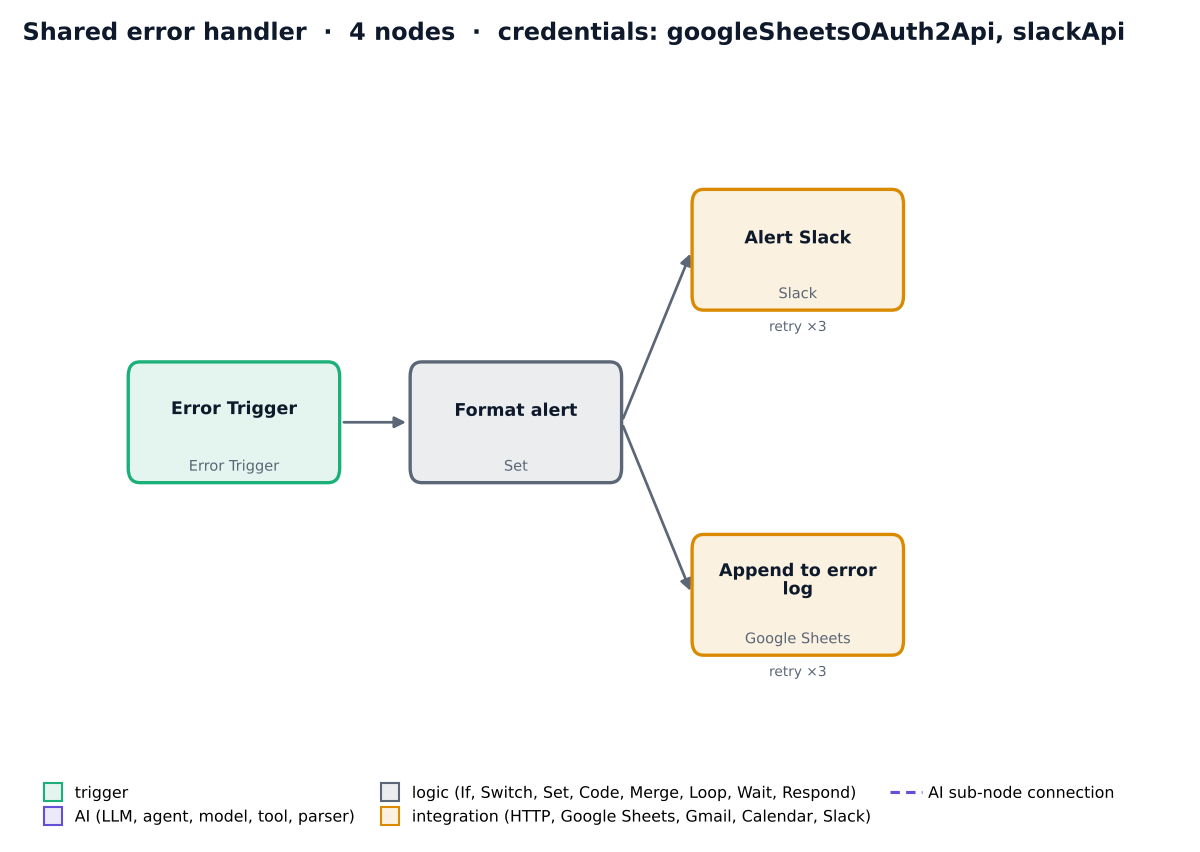 Shared error handler · 4 nodes · credentials: googleSheetsOAuth2Api, slackApi
Alert Slack
Slack
retry ×3
Error Trigger
Error Trigger
Format alert
Set
Append to error
log
Google Sheets
retry ×3
trigger
AI (LLM, agent, model, tool, parser)
logic (If, Switch, Set, Code, Merge, Loop, Wait, Respond)
integration (HTTP, Google Sheets, Gmail, Calendar, Slack)
AI sub-node connection